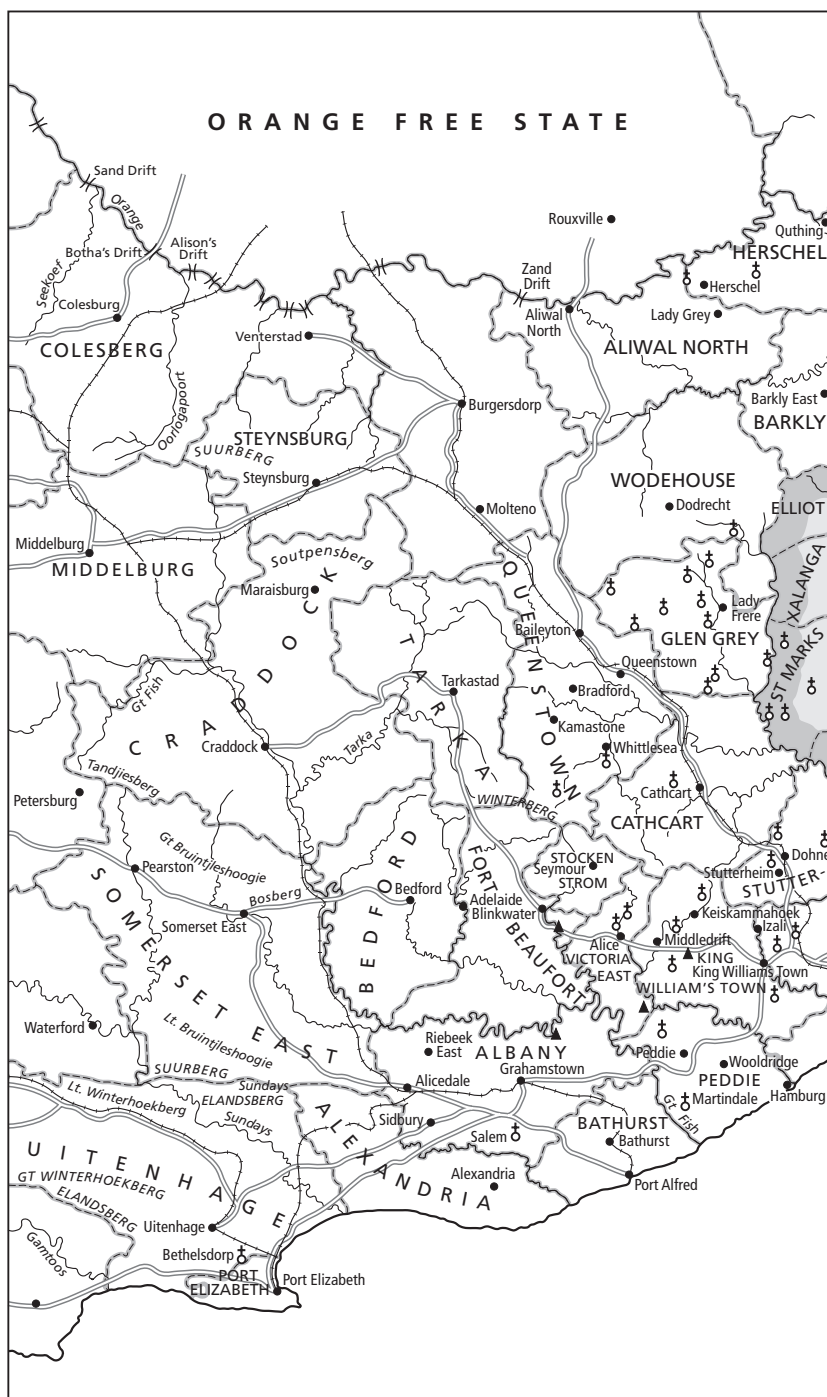 ORANGE FREE STATE
Sand Drift
Orange
Rouxville
Quthing
HERSCHEL
Botha's Drift
Alison's
Drift
Seekoef
Zand
Drift
Herschel
Colesburg
Aliwal
North
Lady Grey
Venterstad
COLESBERG
ALIWAL NORTH
Oorlogapoort
Barkly East
BARKLY
Burgersdorp
STEYNSBURG
SUURBERG
Steynsburg
WODEHOUSE
Dodrecht
ELLIOT
Molteno
Middelburg
MIDDELBURG
Soutpensberg
Maraisburg
QUEENSTOWN
XALANGA
Lady
Frere
Baileyton
GLEN GREY
ST MARKS
Queenstown
CRADDOCK
TARKA
Gt Fish
Tarkastad
Bradford
Kamastone
Craddock
Tarka
Whittlesea
Tandjiesberg
Petersburg
WINTERBERG
Cathcart
CATHCART
Gt Bruintjleshoogie
Pearston
STOCKEN
STROM
Seymour
Dohne
Stutterheim
STUTTER-
Bosberg
Bedford
BEDFORD
Adelaide
Blinkwater
FORT BEAUFORT
Somerset East
SOMERSET EAST
Keiskammahoek
Izali
Alice
Middledrift
VICTORIA
EAST
KING
WILLIAM'S TOWN
King Williams Town
Waterford
Lt. Bruintjleshoogie
Riebeek
East
ALBANY
Peddie
Wooldridge
PEDDIE
SUURBERG
Sundays
Alicedale
Grahamstown
Hamburg
Martindale
Gt Fish
Lt. Winterhoekberg
ELANDSBERG
Sundays
ALEXANDRIA
Sidbury
BATHURST
Bathurst
Salem
UITENHAGE
GT WINTERHOEKBERG
ELANDSBERG
Alexandria
Port Alfred
Uitenhage
Gamtoos
Bethelsdorp
PORT
ELIZABETH
Port Elizabeth